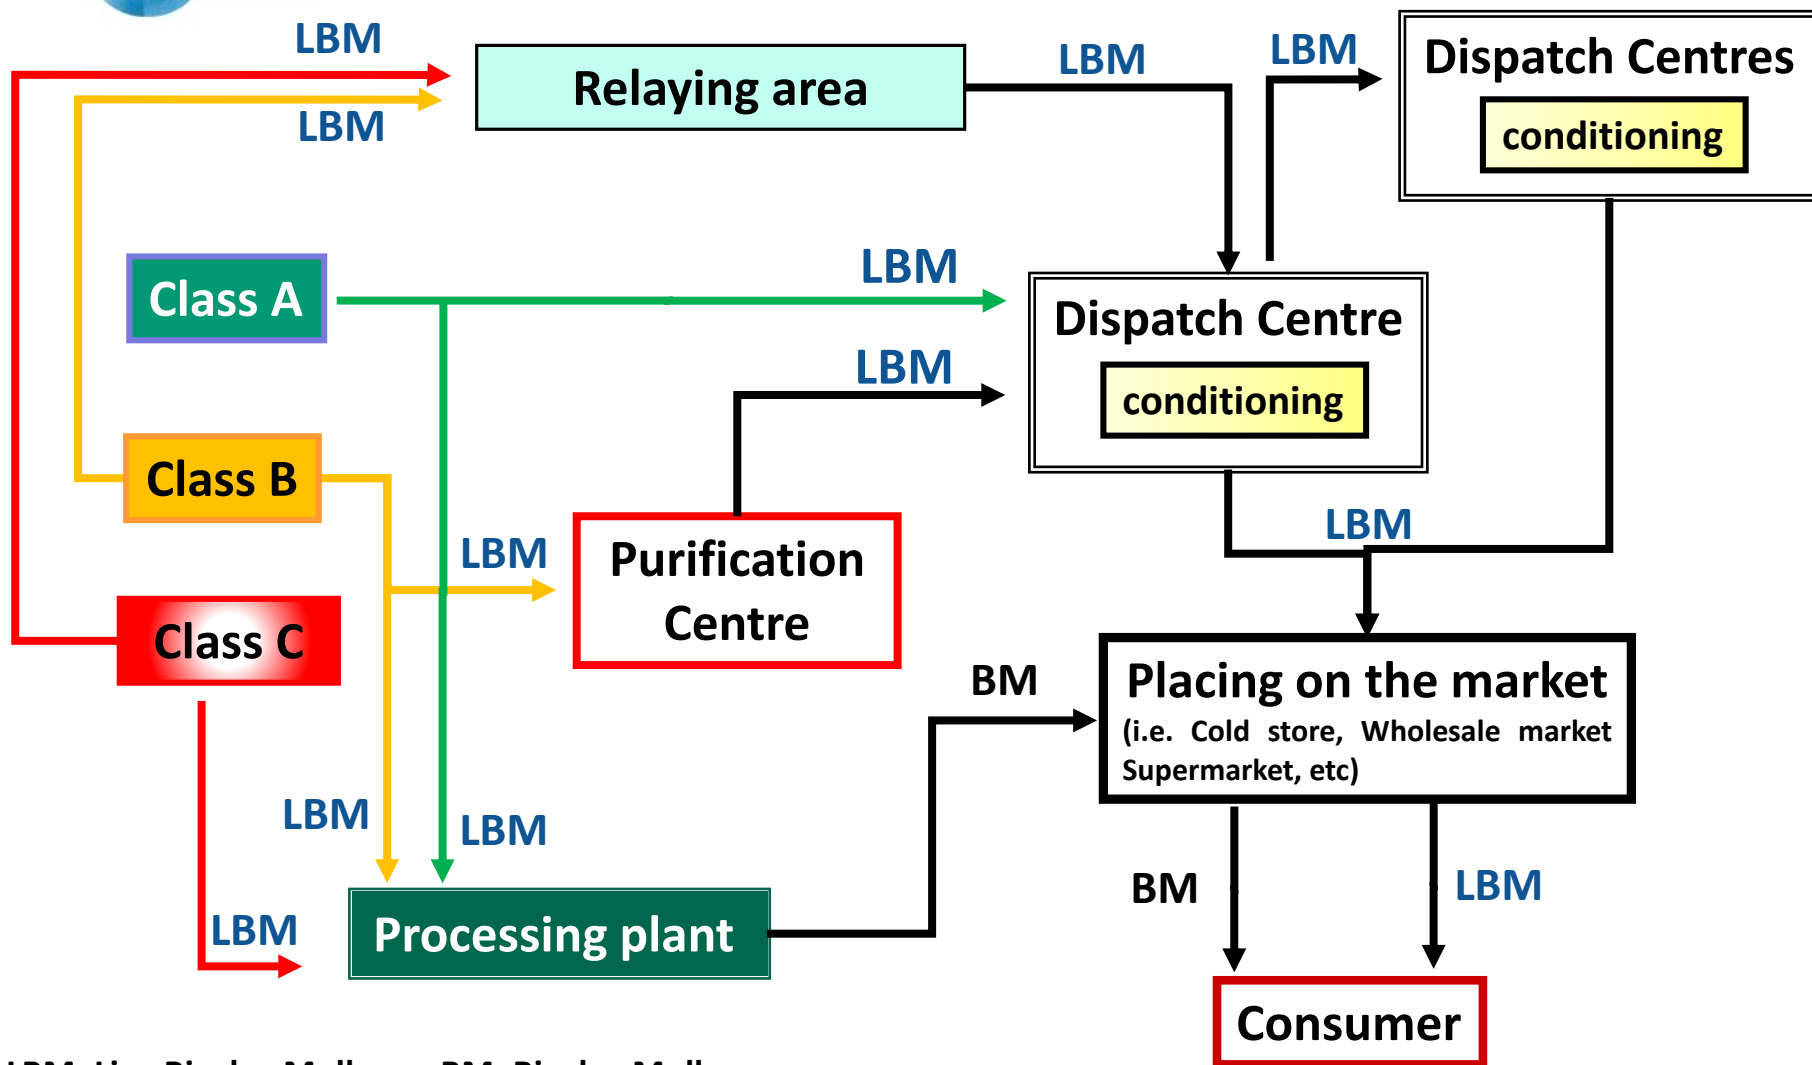 LBM
LBM
Relaying area
LBM
LBM
Dispatch Centres
conditioning
Class A
LBM
Dispatch Centre
conditioning
LBM
Class B
LBM
Purification
Centre
LBM
Class C
BM
Placing on the market
(i.e. Cold store, Wholesale market
Supermarket, etc)
LBM
LBM
LBM
Processing plant
BM
LBM
Consumer